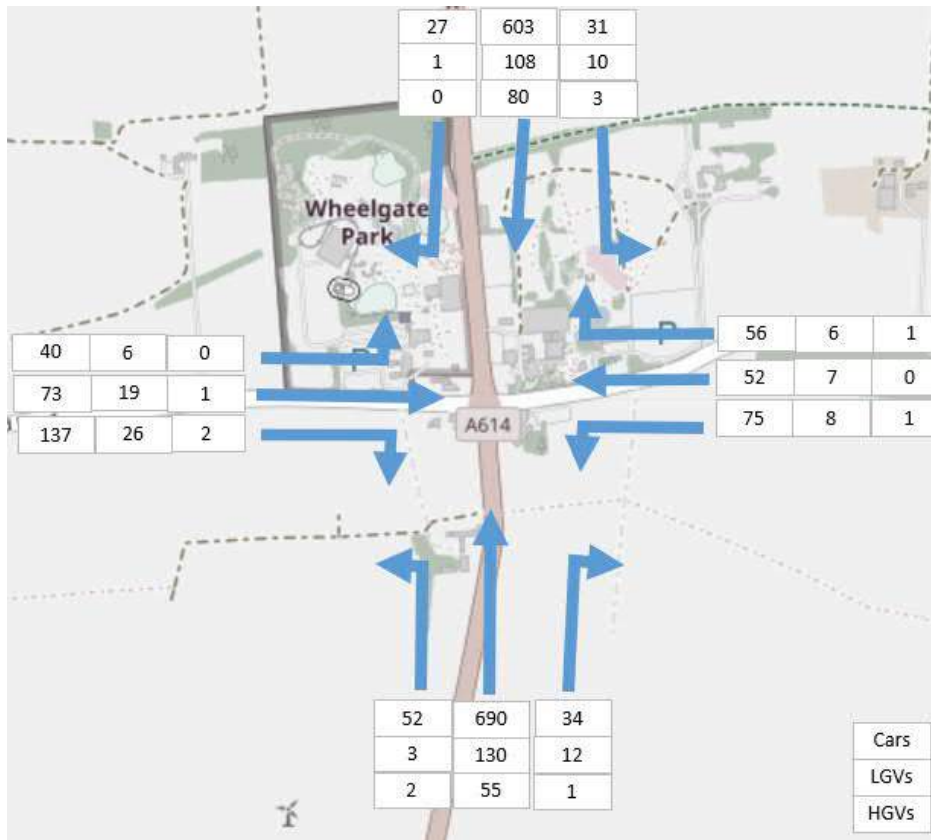 27 603 31
1 108 10
0 80 3
Wheelgate
Park
P
56 6 1
40 6 0
P
52 7 0
73 19 1
75 8 1
137 26 2
A614
52 690 34
3 130 12
2 55 1
Cars
LGVs
HGVs